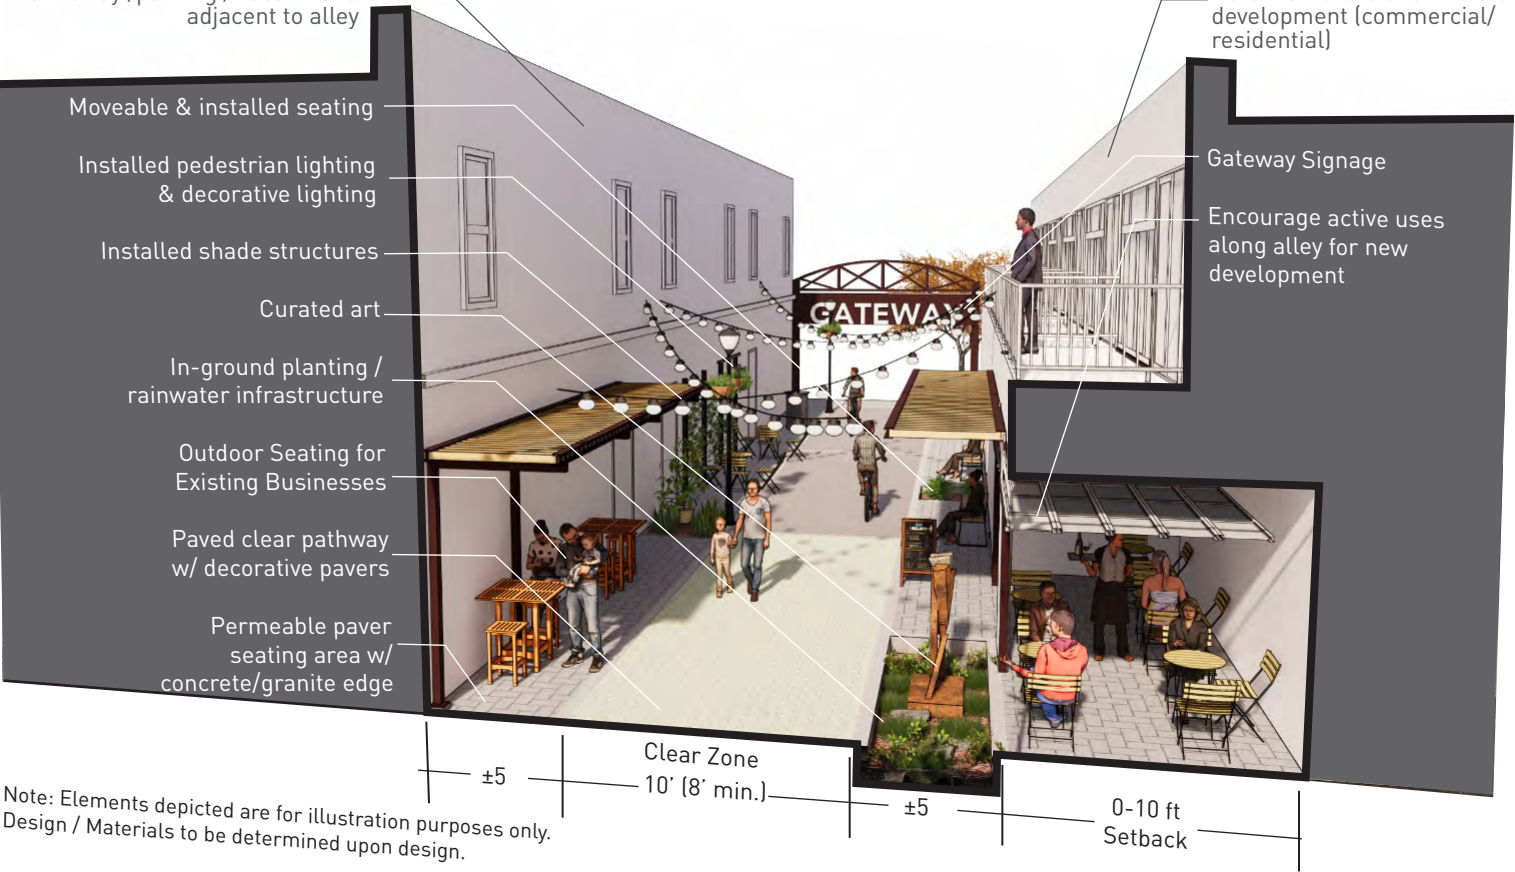 adjacent to alley
development (commercial/
residential)
Moveable & installed seating
Installed pedestrian lighting
& decorative lighting
Installed shade structures
Curated art
In-ground planting /
rainwater infrastructure
Outdoor Seating for
Existing Businesses
Paved clear pathway
w/ decorative pavers
Permeable paver
seating area w/
concrete/granite edge
GATEWAY
Gateway Signage
Encourage active uses
along alley for new
development
±5
Clear Zone
10' (8' min.)
±5
0-10 ft
Setback
Note: Elements depicted are for illustration purposes only.
Design / Materials to be determined upon design.